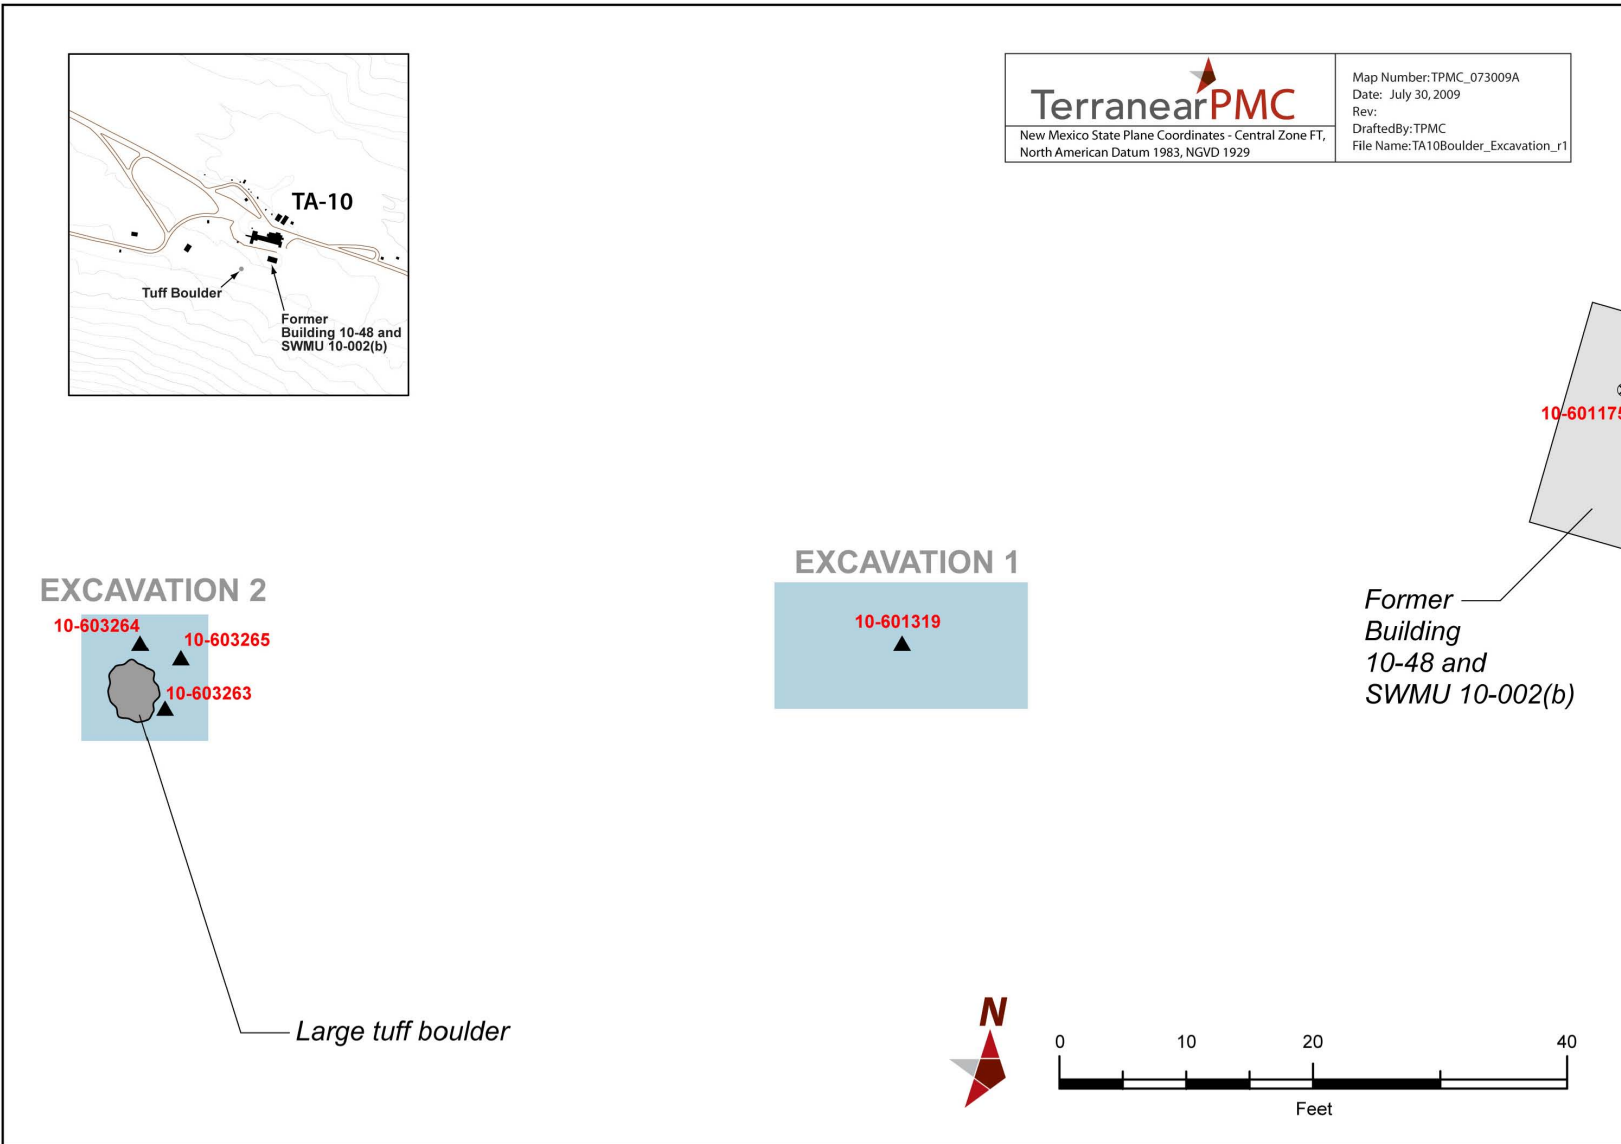 TA-10
Tuff Boulder
Former
Building 10-48 and
SWMU 10-002(b)
TerranearPMC
New Mexico State Plane Coordinates - Central Zone FT,
North American Datum 1983, NGVD 1929
Map Number:TPMC_073009A
Date: July 30, 2009
Rev:
DraftedBy:TPMC
File Name:TA10Boulder_Excavation_r1
10-601175
EXCAVATION 1
10-601319
EXCAVATION 2
10-603264
10-603265
10-603263
Former
Building
10-48 and
SWMU 10-002(b)
Large tuff boulder
N
0 10 20 40
Feet